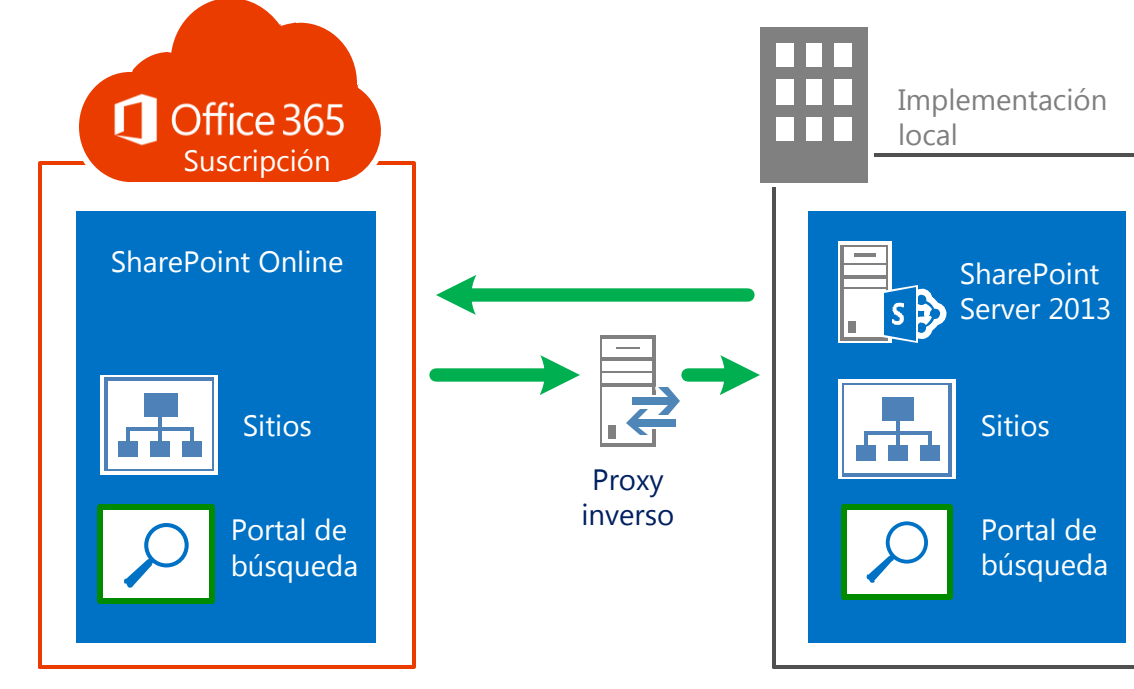 Office 365
Suscripción
SharePoint Online
Sitios
Portal de
búsqueda
Proxy
inverso
Implementación
local
S
SharePoint
Server 2013
Sitios
Portal de
búsqueda